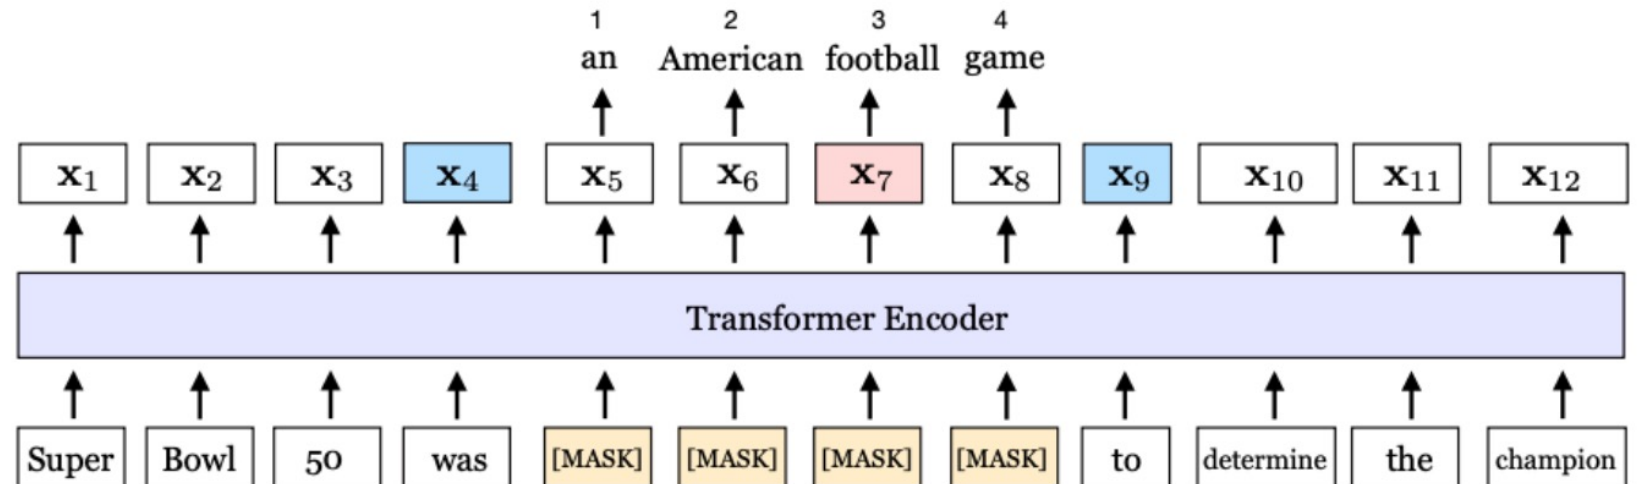 1 2 3 4
an American football game
x₁ x₂ x₃ x₄ x₅ x₆ x₇ x₈ x₉ x₁₀ x₁₁ x₁₂
Transformer Encoder
Super Bowl 50 was [MASK] [MASK] [MASK] [MASK] to determine the champion